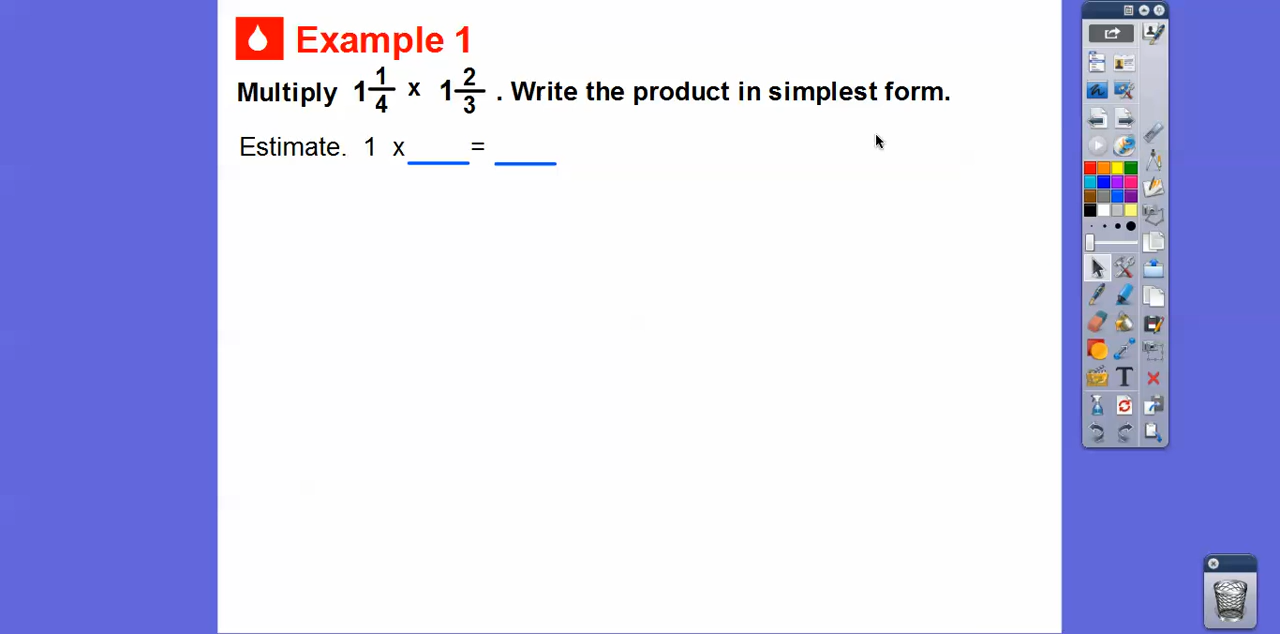 Example 1
Multiply 1 1/4 x 1 2/3 . Write the product in simplest form.
Estimate. 1 x ____ = ____